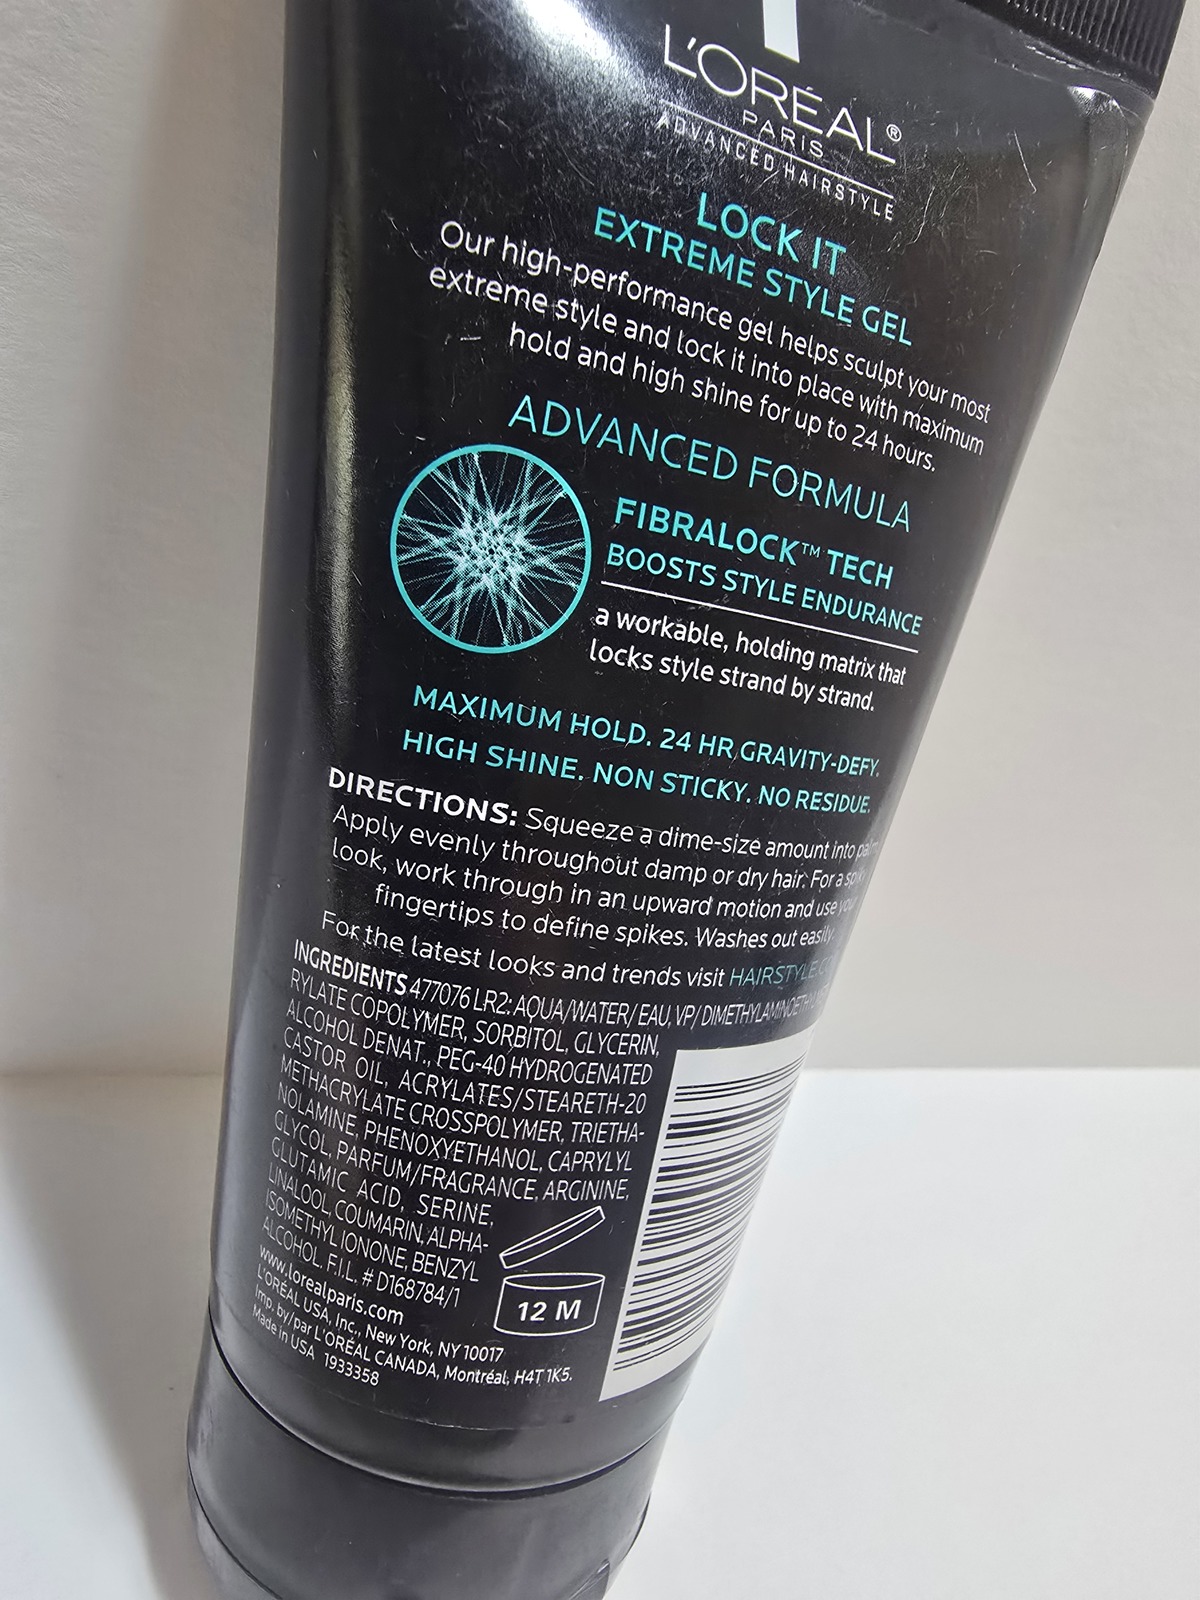 L'ORÉAL®
PARIS
ADVANCED HAIRSTYLE
LOCK IT
EXTREME STYLE GEL
Our high-performance gel helps sculpt your most
extreme style and lock it into place with maximum
hold and high shine for up to 24 hours.
ADVANCED FORMULA
FIBRALOCK™ TECH
BOOSTS STYLE ENDURANCE
a workable, holding matrix that
locks style strand by strand.
MAXIMUM HOLD. 24 HR GRAVITY-DEFY.
HIGH SHINE. NON STICKY. NO RESIDUE.
DIRECTIONS: Squeeze a dime-size amount into
Apply evenly throughout damp or dry hair. For a
look, work through in an upward motion and use
fingertips to define spikes. Washes out easily.
For the latest looks and trends visit
INGREDIENTS 477076 LR2: AQUA/WATER/EAU, VP/
RYLATE COPOLYMER, SORBITOL, GLYCERIN,
ALCOHOL DENAT., PEG-40 HYDROGENATED
CASTOR OIL, ACRYLATES/STEARETH-20
METHACRYLATE CROSSPOLYMER, TRIETHA-
NOLAMINE, PHENOXYETHANOL, CAPRYLYL
GLYCOL, PARFUM/FRAGRANCE, ARGININE,
GLUTAMIC ACID, SERINE,
LINALOOL, COUMARIN, ALPHA-
ISOMETHYL IONONE, BENZYL
ALCOHOL. F.I.L. # D168784/1
12 M
www.lorealparis.com
L'ORÉAL USA, Inc., New York, NY 10017
Imp. by/par L'ORÉAL CANADA, Montréal, H4T 1K5.
Made in USA 1933358